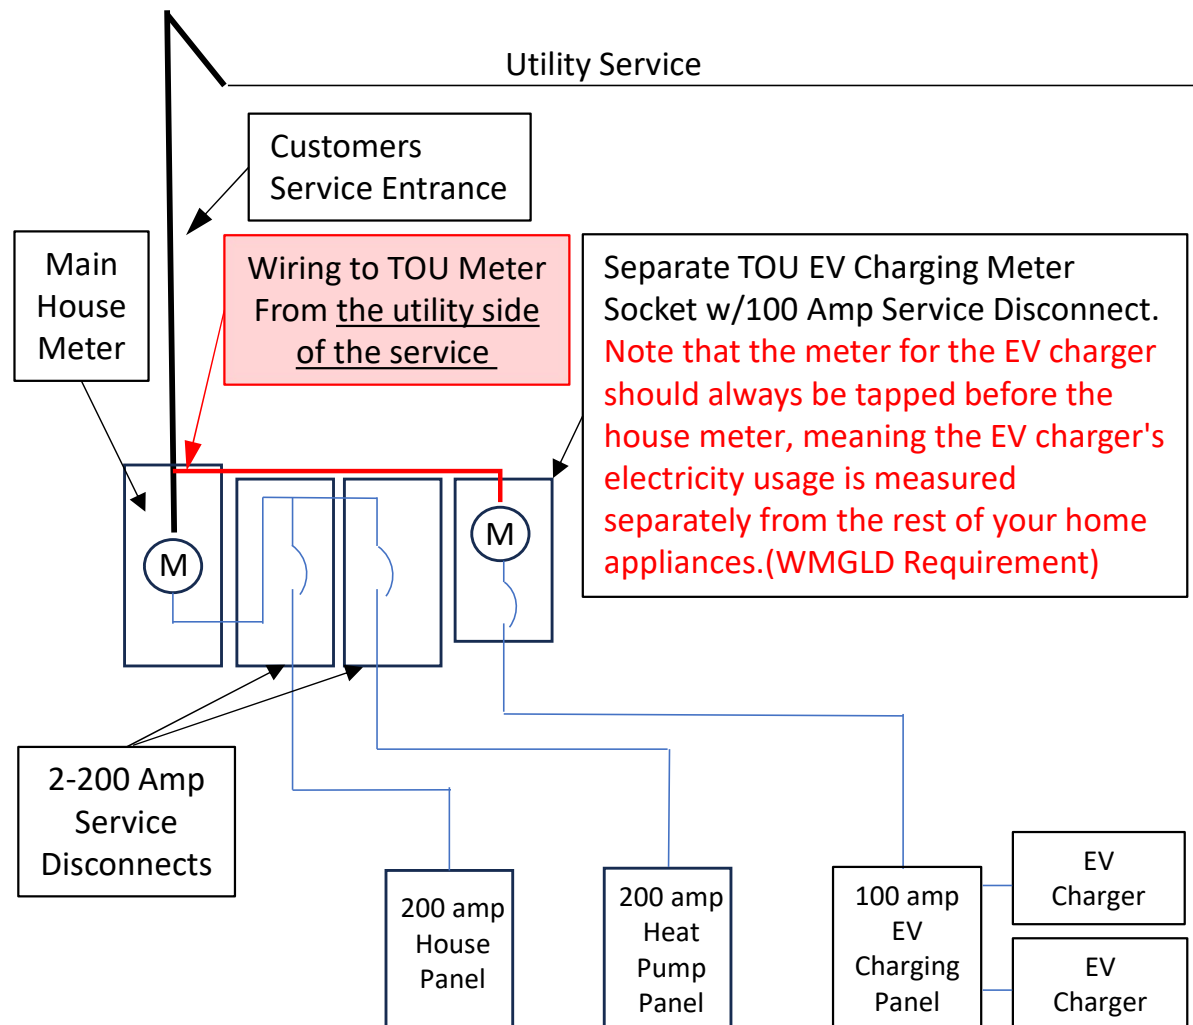 Utility Service
Customers
Service Entrance
Main
House
Meter
Wiring to TOU Meter
From the utility side
of the service
Separate TOU EV Charging Meter
Socket w/100 Amp Service Disconnect.
Note that the meter for the EV charger
should always be tapped before the
house meter, meaning the EV charger's
electricity usage is measured
separately from the rest of your home
appliances.(WMGLD Requirement)
M
M
2-200 Amp
Service
Disconnects
200 amp
House
Panel
200 amp
Heat
Pump
Panel
100 amp
EV
Charging
Panel
EV
Charger
EV
Charger